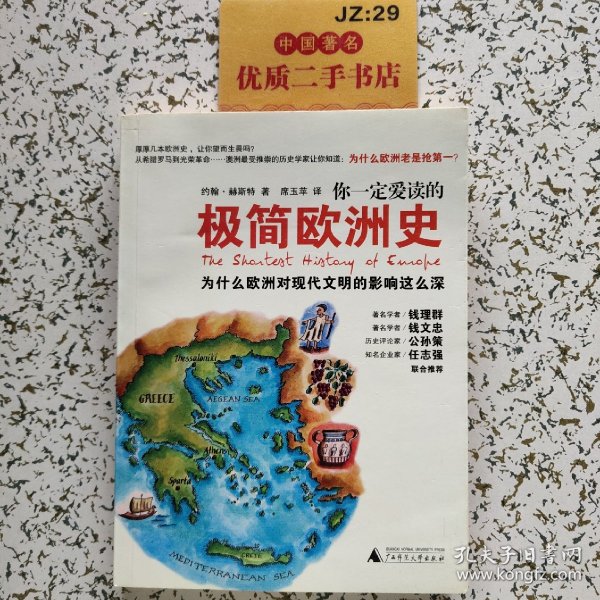 JZ:29
中国著名
优质二手书店
厚厚几本欧洲史，让你望而生畏吗？
从希腊罗马到光荣革命……澳洲最受推崇的历史学家让你知道：为什么欧洲老是抢第一？
约翰·赫斯特 著 席玉苹 译 你一定爱读的
极简欧洲史
The Shortest History of Europe
为什么欧洲对现代文明的影响这么深
著名学者/钱理群
著名学者/钱文忠
历史评论家/公孙策
知名企业家/任志强
联合推荐
Thessaloniki
GREECE
AEGEAN SEA
Athens
Sparta
CRETE
MEDITERRANEAN SEA
GUANGXI NORMAL UNIVERSITY PRESS
广西师范大学出版社
孔夫子旧书网
www.kongfz.com